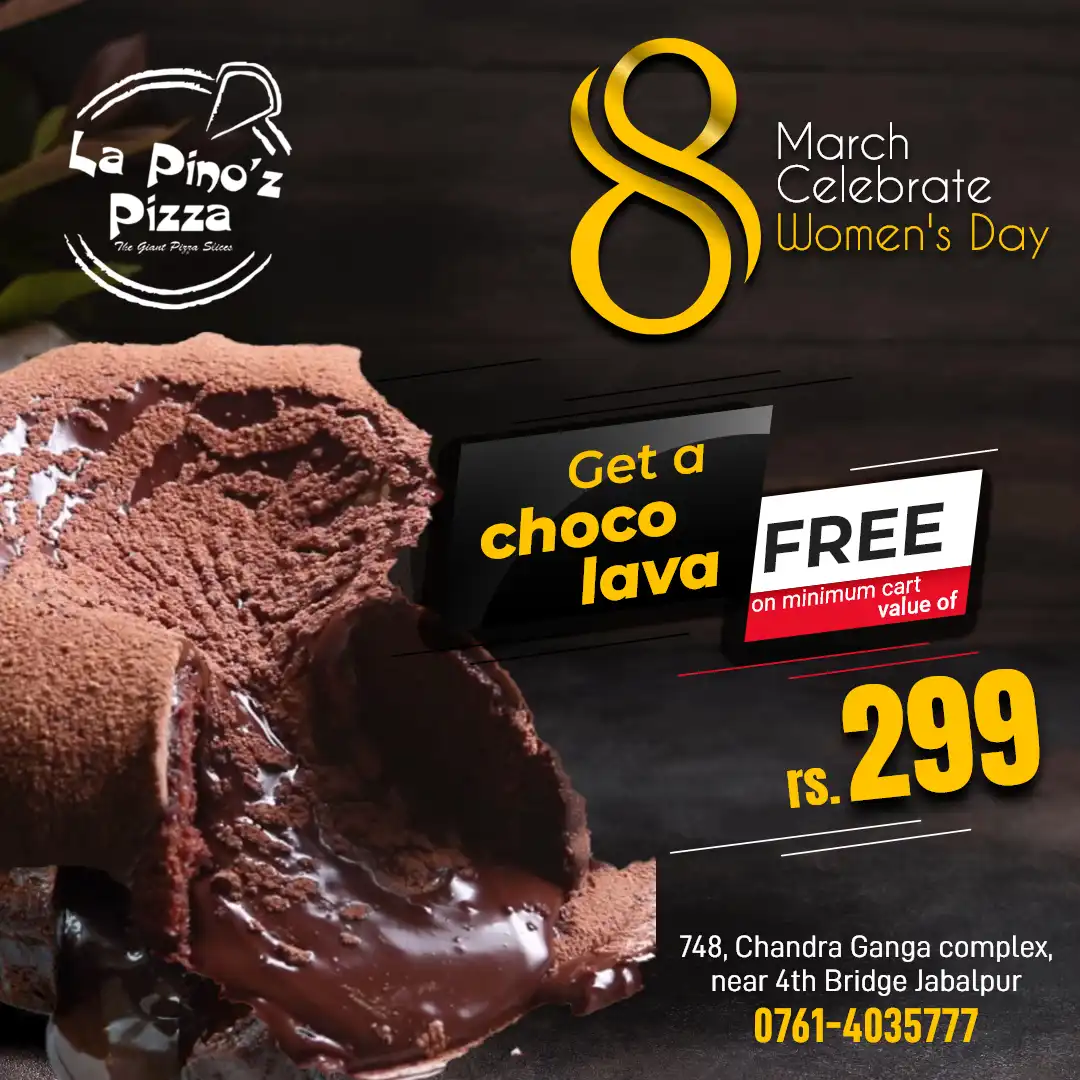 La Pino'z
Pizza
The Giant Pizza Slices
8
March
Celebrate
Women's Day
Get a
choco
lava
FREE
on minimum cart
value of
rs. 299
748, Chandra Ganga complex,
near 4th Bridge Jabalpur
0761-4035777